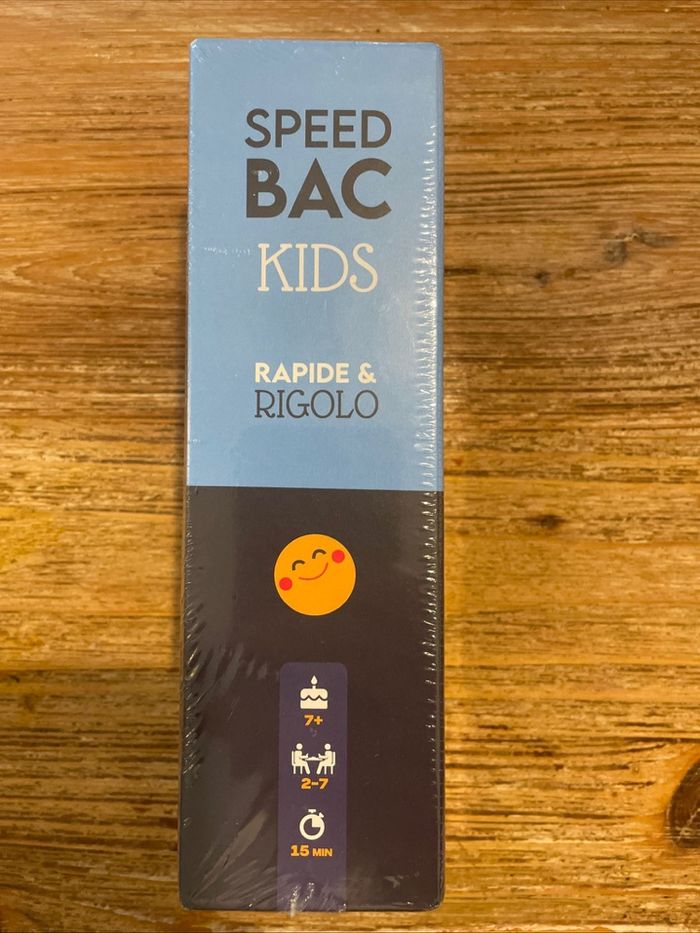 SPEED
BAC
KIDS
RAPIDE &
RIGOLO
7+
2-7
15 MIN